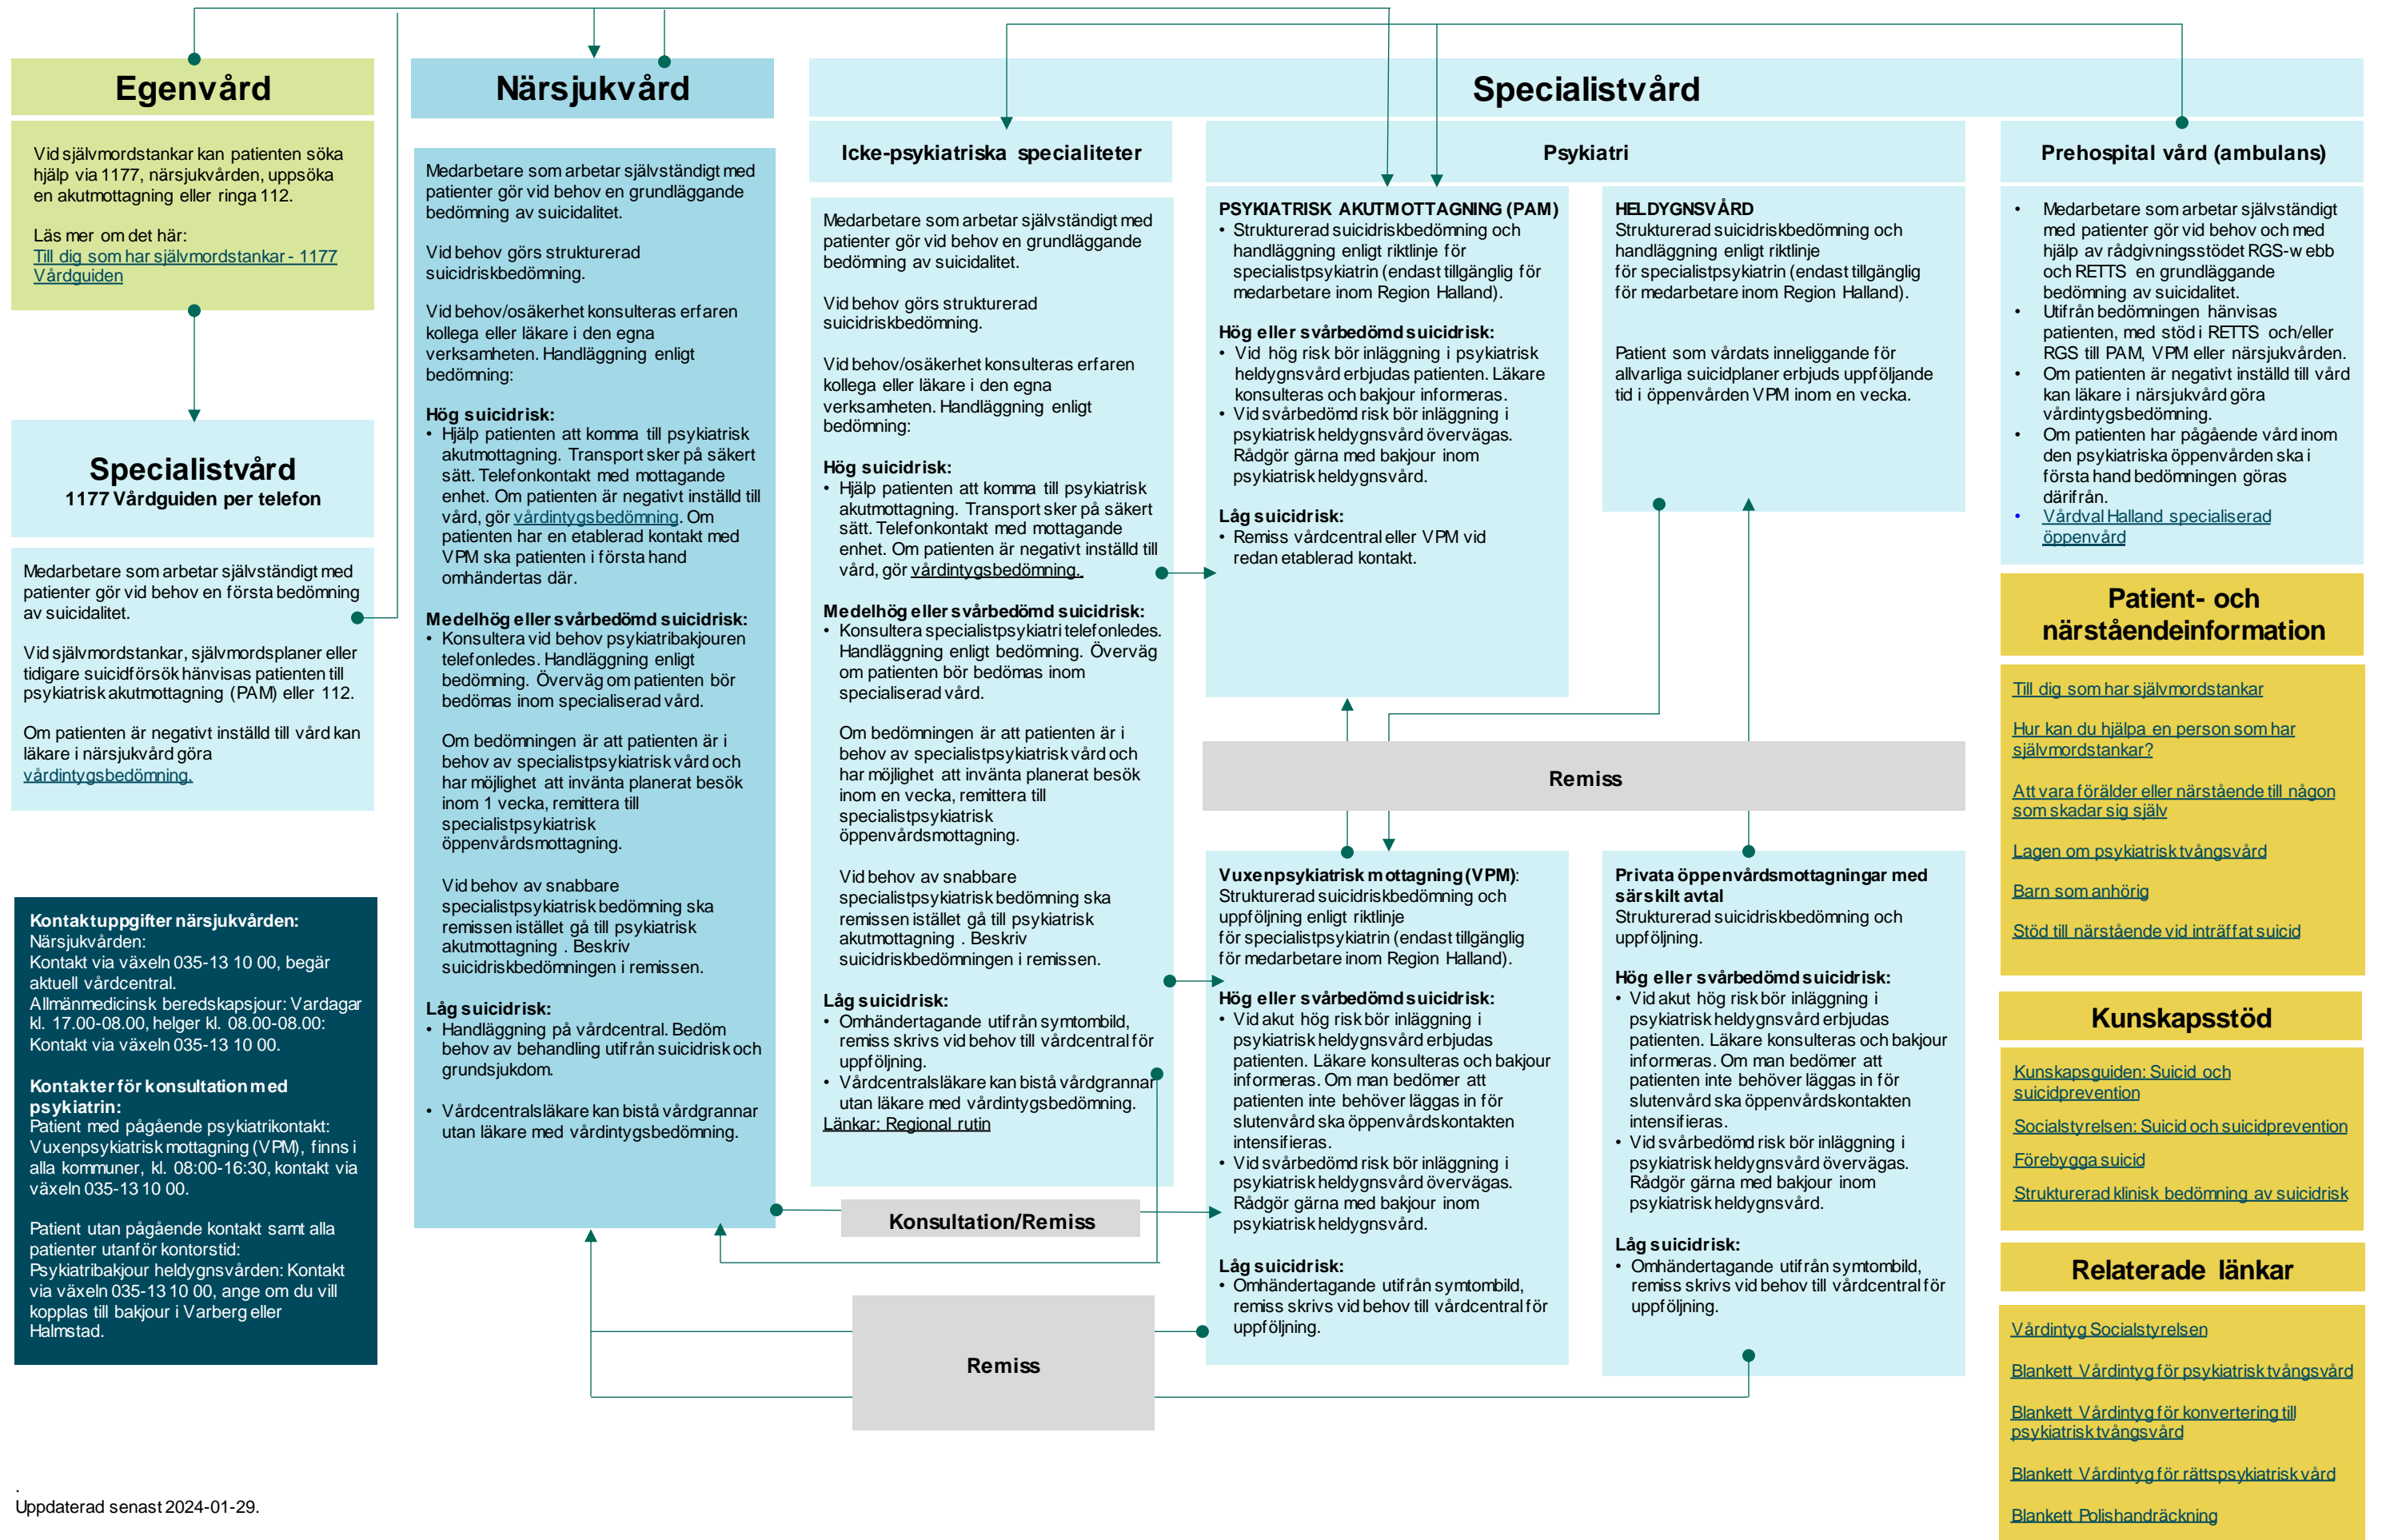 Egenvård
Vid självmordstankar kan patienten söka
hjälp via 1177, närsjukvården, uppsöka
en akutmottagning eller ringa 112.
Läs mer om det här:
Till dig som har självmordstankar - 1177
Vårdguiden
Specialistvård
1177 Vårdguiden per telefon
Medarbetare som arbetar självständigt med
patienter gör vid behov en första bedömning
av suicidalitet.
Vid självmordstankar, självmordsplaner eller
tidigare suicidförsök hänvisas patienten till
psykiatrisk akutmottagning (PAM) eller 112.
Om patienten är negativt inställd till vård kan
läkare i närsjukvård göra
vårdintygsbedömning.
Kontaktuppgifter närsjukvården:
Närsjukvården:
Kontakt via växeln 035-13 10 00, begär
aktuell vårdcentral.
Allmänmedicinsk beredskapsjour: Vardagar
kl. 17.00-08.00, helger kl. 08.00-08.00:
Kontakt via växeln 035-13 10 00.
Kontakter för konsultation med
psykiatrin:
Patient med pågående psykiatrikontakt:
Vuxenpsykiatrisk mottagning (VPM), finns i
alla kommuner, kl. 08:00-16:30, kontakt via
växeln 035-13 10 00.
Patient utan pågående kontakt samt alla
patienter utanför kontorstid:
Psykiatribakjour heldygnsvården: Kontakt
via växeln 035-13 10 00, ange om du vill
kopplas till bakjour i Varberg eller
Halmstad.
.
Uppdaterad senast 2024-01-29.
Närsjukvård
Medarbetare som arbetar självständigt med
patienter gör vid behov en grundläggande
bedömning av suicidalitet.
Vid behov görs strukturerad
suicidriskbedömning.
Vid behov/osäkerhet konsulteras erfaren
kollega eller läkare i den egna
verksamheten. Handläggning enligt
bedömning:
Hög suicidrisk:
• Hjälp patienten att komma till psykiatrisk
akutmottagning. Transport sker på säkert
sätt. Telefonkontakt med mottagande
enhet. Om patienten är negativt inställd till
vård, gör vårdintygsbedömning. Om
patienten har en etablerad kontakt med
VPM ska patienten i första hand
omhändertas där.
Medelhög eller svårbedömd suicidrisk:
• Konsultera vid behov psykiatribakjouren
telefonledes. Handläggning enligt
bedömning. Överväg om patienten bör
bedömas inom specialiserad vård.
Om bedömningen är att patienten är i
behov av specialistpsykiatrisk vård och
har möjlighet att invänta planerat besök
inom 1 vecka, remittera till
specialistpsykiatrisk
öppenvårdsmottagning.
Vid behov av snabbare
specialistpsykiatrisk bedömning ska
remissen istället gå till psykiatrisk
akutmottagning . Beskriv
suicidriskbedömningen i remissen.
Låg suicidrisk:
• Handläggning på vårdcentral. Bedöm
behov av behandling utifrån suicidrisk och
grundsjukdom.
• Vårdcentralsläkare kan bistå vårdgrannar
utan läkare med vårdintygsbedömning.
Specialistvård
Icke-psykiatriska specialiteter
Medarbetare som arbetar självständigt med
patienter gör vid behov en grundläggande
bedömning av suicidalitet.
Vid behov görs strukturerad
suicidriskbedömning.
Vid behov/osäkerhet konsulteras erfaren
kollega eller läkare i den egna
verksamheten. Handläggning enligt
bedömning:
Hög suicidrisk:
• Hjälp patienten att komma till psykiatrisk
akutmottagning. Transport sker på säkert
sätt. Telefonkontakt med mottagande
enhet. Om patienten är negativt inställd till
vård, gör vårdintygsbedömning.
Medelhög eller svårbedömd suicidrisk:
• Konsultera specialistpsykiatri telefonledes.
Handläggning enligt bedömning. Överväg
om patienten bör bedömas inom
specialiserad vård.
Om bedömningen är att patienten är i
behov av specialistpsykiatrisk vård och
har möjlighet att invänta planerat besök
inom en vecka, remittera till
specialistpsykiatrisk
öppenvårdsmottagning.
Vid behov av snabbare
specialistpsykiatrisk bedömning ska
remissen istället gå till psykiatrisk
akutmottagning . Beskriv
suicidriskbedömningen i remissen.
Låg suicidrisk:
• Omhändertagande utifrån symtombild,
remiss skrivs vid behov till vårdcentral för
uppföljning.
• Vårdcentralsläkare kan bistå vårdgrannar
utan läkare med vårdintygsbedömning.
Länkar: Regional rutin
Konsultation/Remiss
Remiss
Psykiatri
PSYKIATRISK AKUTMOTTAGNING (PAM)
• Strukturerad suicidriskbedömning och
handläggning enligt riktlinje för
specialistpsykiatrin (endast tillgänglig för
medarbetare inom Region Halland).
Hög eller svårbedömd suicidrisk:
• Vid hög risk bör inläggning i psykiatrisk
heldygnsvård erbjudas patienten. Läkare
konsulteras och bakjour informeras.
• Vid svårbedömd risk bör inläggning i
psykiatrisk heldygnsvård övervägas.
Rådgör gärna med bakjour inom
psykiatrisk heldygnsvård.
Låg suicidrisk:
• Remiss vårdcentral eller VPM vid
redan etablerad kontakt.
HELDYGNSVÅRD
Strukturerad suicidriskbedömning och
handläggning enligt riktlinje
för specialistpsykiatrin (endast tillgänglig
för medarbetare inom Region Halland).
Patient som vårdats inneliggande för
allvarliga suicidplaner erbjuds uppföljande
tid i öppenvården VPM inom en vecka.
Remiss
Vuxenpsykiatrisk mottagning (VPM):
Strukturerad suicidriskbedömning och
uppföljning enligt riktlinje
för specialistpsykiatrin (endast tillgänglig
för medarbetare inom Region Halland).
Hög eller svårbedömd suicidrisk:
• Vid akut hög risk bör inläggning i
psykiatrisk heldygnsvård erbjudas
patienten. Läkare konsulteras och bakjour
informeras. Om man bedömer att
patienten inte behöver läggas in för
slutenvård ska öppenvårdskontakten
intensifieras.
• Vid svårbedömd risk bör inläggning i
psykiatrisk heldygnsvård övervägas.
Rådgör gärna med bakjour inom
psykiatrisk heldygnsvård.
Låg suicidrisk:
• Omhändertagande utifrån symtombild,
remiss skrivs vid behov till vårdcentral för
uppföljning.
Privata öppenvårdsmottagningar med
särskilt avtal
Strukturerad suicidriskbedömning och
uppföljning.
Hög eller svårbedömd suicidrisk:
• Vid akut hög risk bör inläggning i
psykiatrisk heldygnsvård erbjudas
patienten. Läkare konsulteras och bakjour
informeras. Om man bedömer att
patienten inte behöver läggas in för
slutenvård ska öppenvårdskontakten
intensifieras.
• Vid svårbedömd risk bör inläggning i
psykiatrisk heldygnsvård övervägas.
Rådgör gärna med bakjour inom
psykiatrisk heldygnsvård.
Låg suicidrisk:
• Omhändertagande utifrån symtombild,
remiss skrivs vid behov till vårdcentral för
uppföljning.
Prehospital vård (ambulans)
• Medarbetare som arbetar självständigt
med patienter gör vid behov och med
hjälp av rådgivningsstödet RGS-webb
och RETTS en grundläggande
bedömning av suicidalitet.
• Utifrån bedömningen hänvisas
patienten, med stöd i RETTS och/eller
RGS till PAM, VPM eller närsjukvården.
• Om patienten är negativt inställd till vård
kan läkare i närsjukvård göra
vårdintygsbedömning.
• Om patienten har pågående vård inom
den psykiatriska öppenvården ska i
första hand bedömningen göras
därifrån.
• Vårdval Halland specialiserad
öppenvård
Patient- och
närståendeinformation
Till dig som har självmordstankar
Hur kan du hjälpa en person som har
självmordstankar?
Att vara förälder eller närstående till någon
som skadar sig själv
Lagen om psykiatrisk tvångsvård
Barn som anhörig
Stöd till närstående vid inträffat suicid
Kunskapsstöd
Kunskapsguiden: Suicid och
suicidprevention
Socialstyrelsen: Suicid och suicidprevention
Förebygga suicid
Strukturerad klinisk bedömning av suicidrisk
Relaterade länkar
Vårdintyg Socialstyrelsen
Blankett Vårdintyg för psykiatrisk tvångsvård
Blankett Vårdintyg för konvertering till
psykiatrisk tvångsvård
Blankett Vårdintyg för rättspsykiatrisk vård
Blankett Polishandräckning